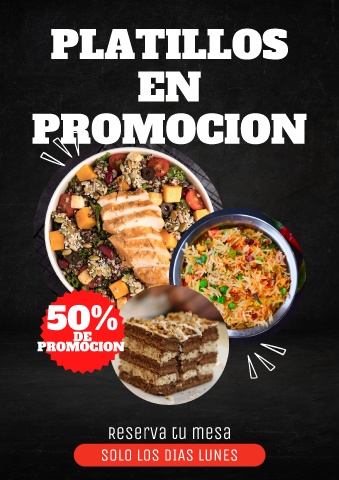 PLATILLOS
EN
PROMOCION
50%
DE
PROMOCION
Reserva tu mesa
SOLO LOS DIAS LUNES